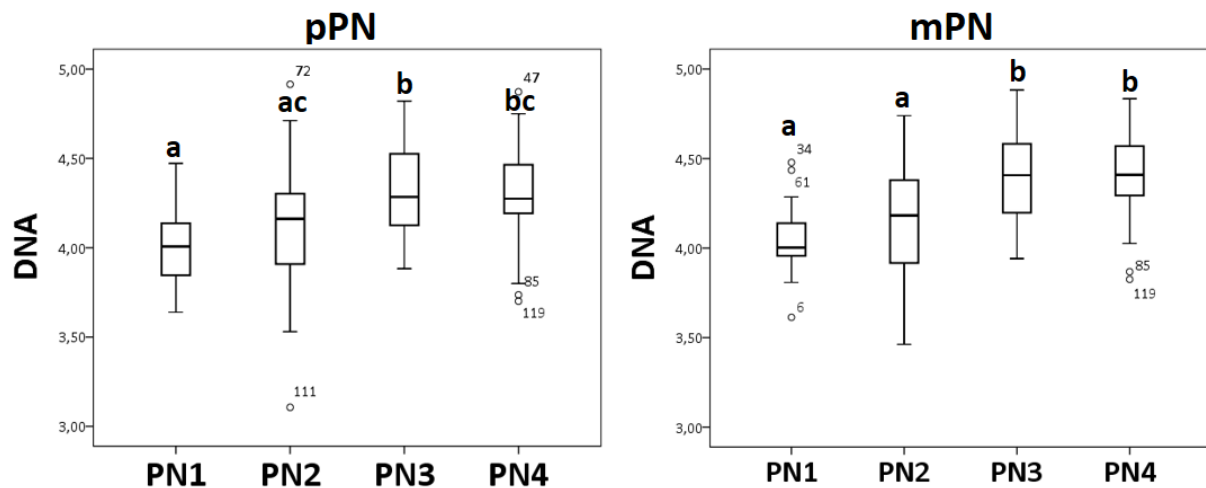 pPN
mPN
5,00
4,50
4,00
3,50
3,00
DNA
a
ac
b
bc
72
111
47
85
119
PN1 PN2 PN3 PN4
5,00
4,50
4,00
3,50
3,00
DNA
a
a
b
b
34
61
6
85
119
PN1 PN2 PN3 PN4